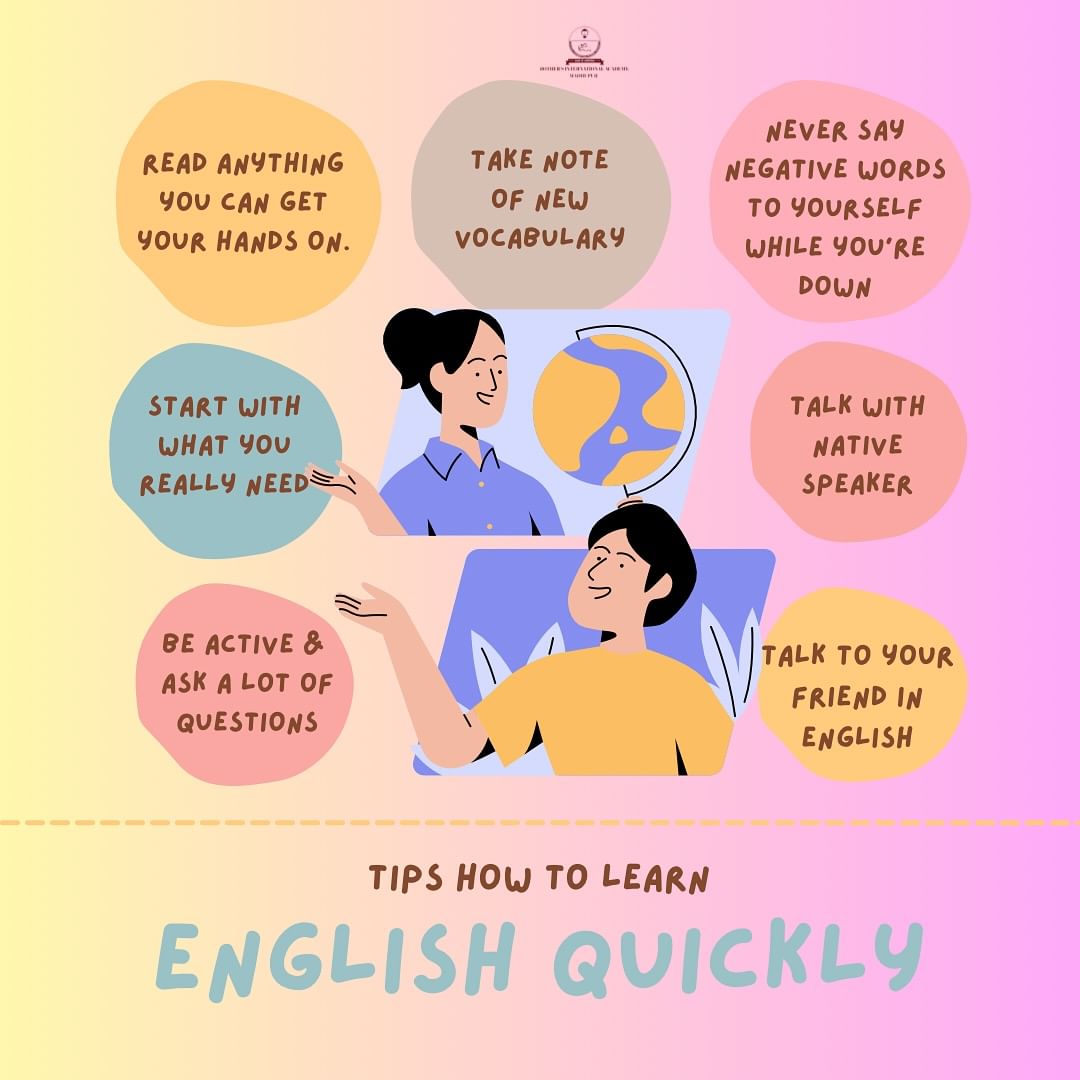 INTERNATIONAL ACADEMY
READ ANYTHING
YOU CAN GET
YOUR HANDS ON.
TAKE NOTE
OF NEW
VOCABULARY
NEVER SAY
NEGATIVE WORDS
TO YOURSELF
WHILE YOU'RE
DOWN
START WITH
WHAT YOU
REALLY NEED
TALK WITH
NATIVE
SPEAKER
BE ACTIVE &
ASK A LOT OF
QUESTIONS
TALK TO YOUR
FRIEND IN
ENGLISH
TIPS HOW TO LEARN
ENGLISH QUICKLY